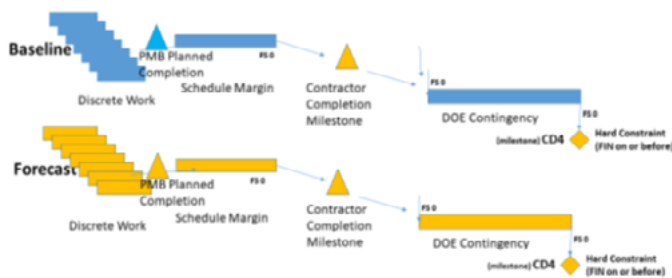 Baseline
PMB Planned
Completion
FS 0
Schedule Margin
Discrete Work
Contractor
Completion
Milestone
FS 0
DOE Contingency
FS 0
(milestone) CD4
Hard Constraint
(FIN on or before)
Forecast
PMB Planned
Completion
FS 0
Schedule Margin
Discrete Work
Contractor
Completion
Milestone
FS 0
DOE Contingency
FS 0
(milestone) CD4
Hard Constraint
(FIN on or before)